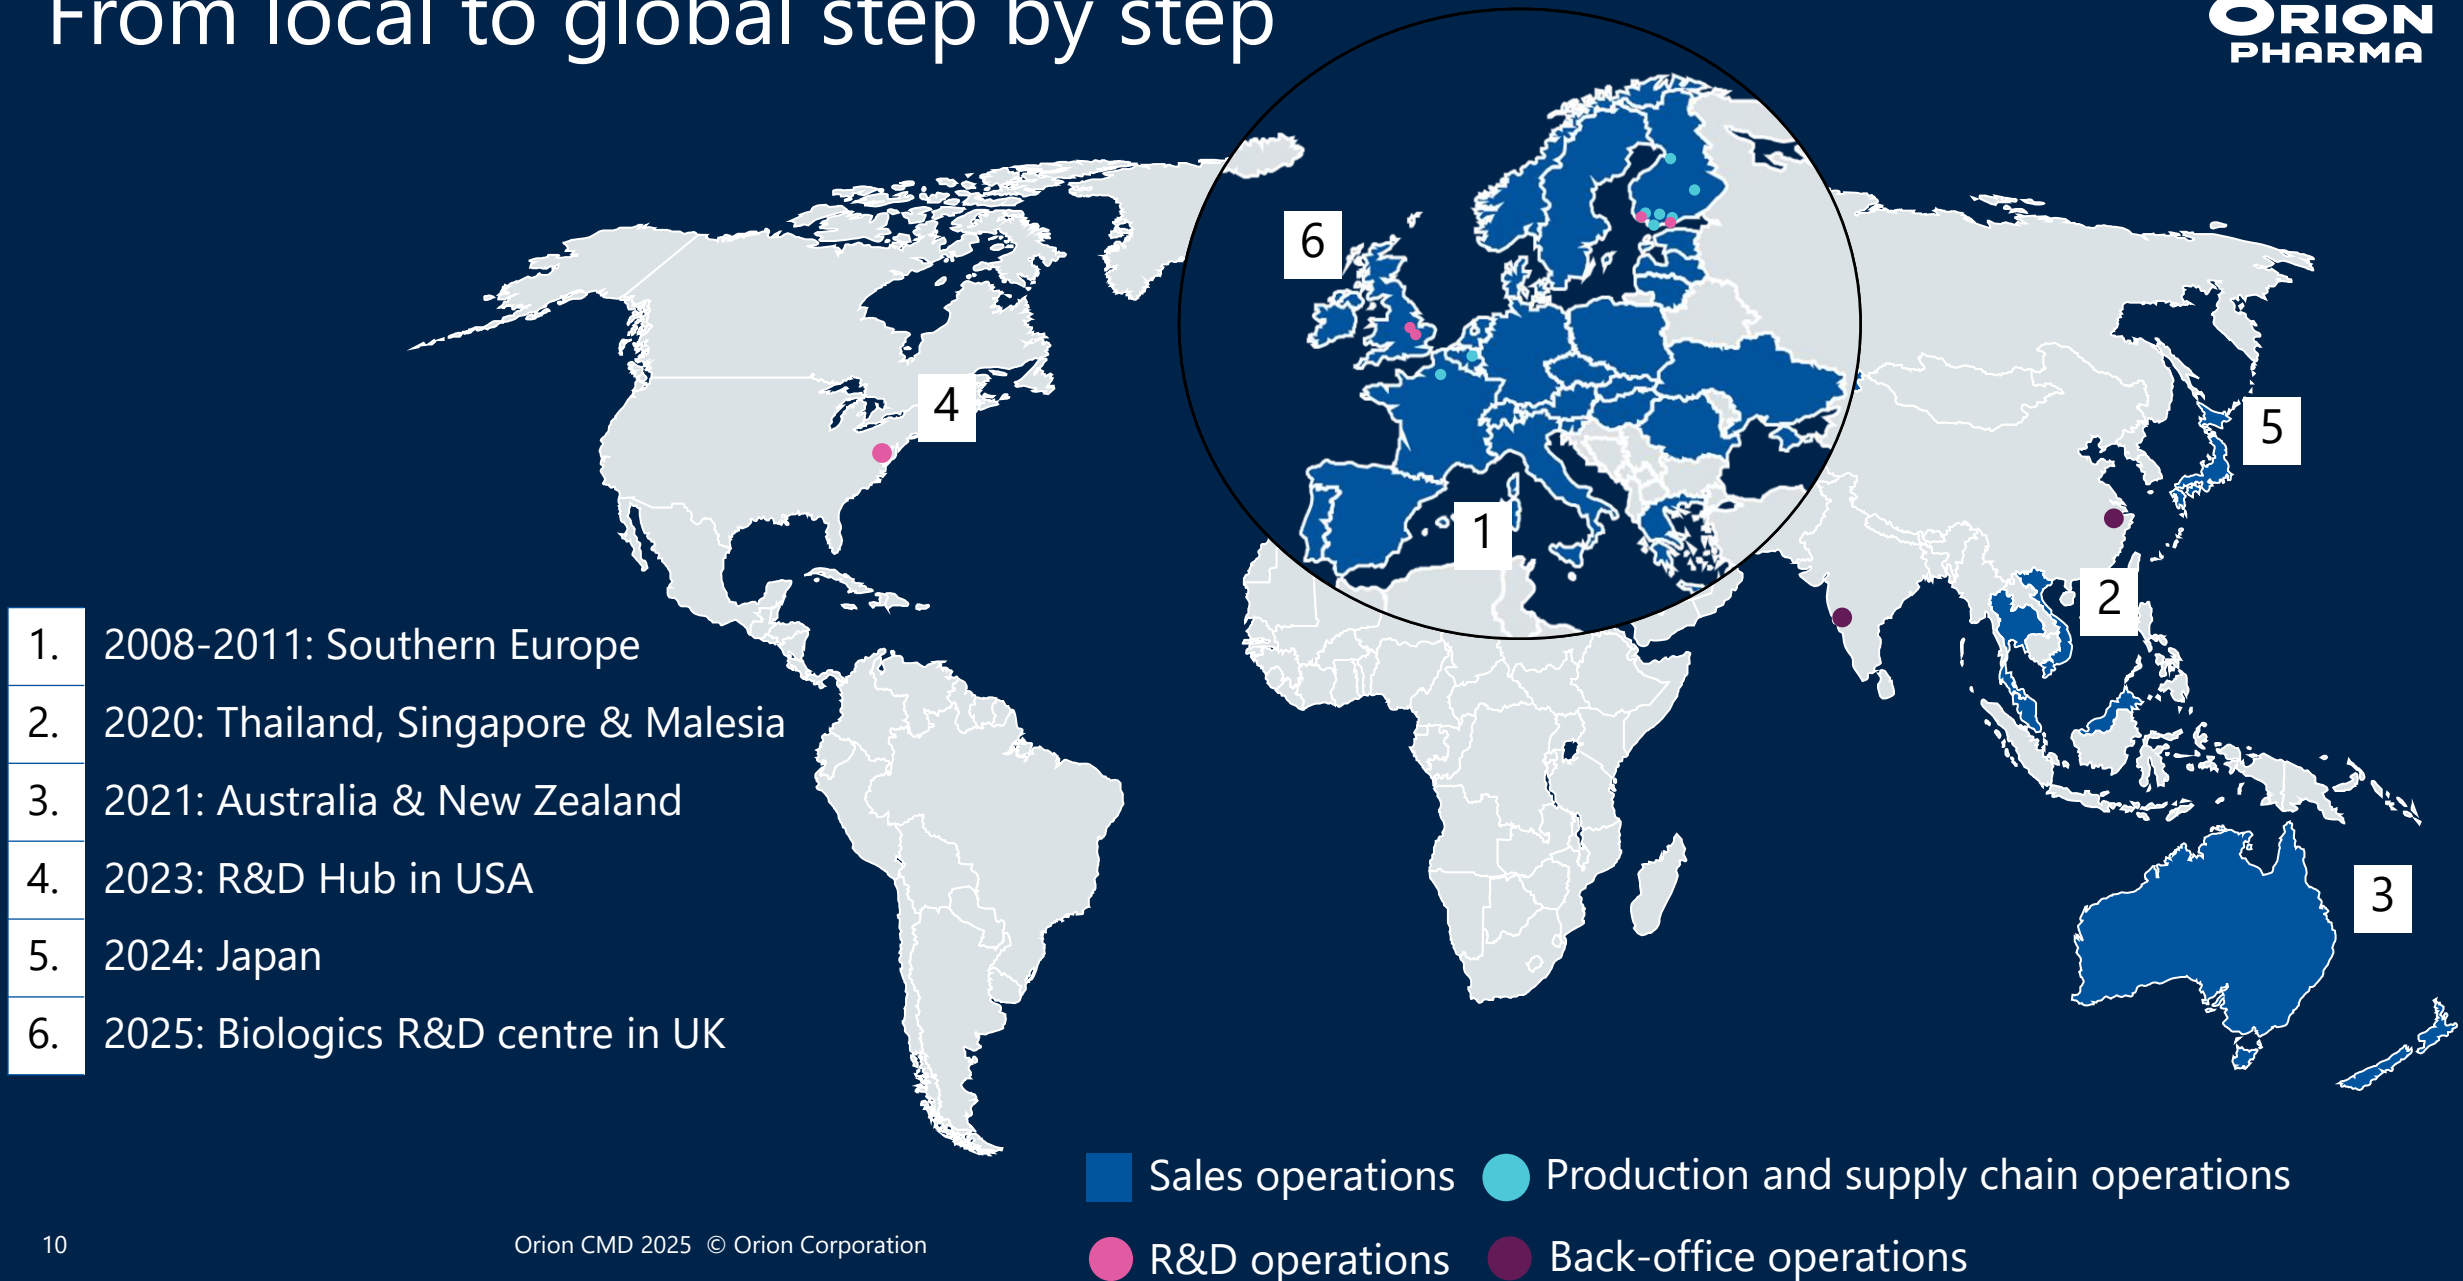 From local to global step by step
ORION
PHARMA
6
4
5
1
2
3
1. 2008-2011: Southern Europe
2. 2020: Thailand, Singapore & Malesia
3. 2021: Australia & New Zealand
4. 2023: R&D Hub in USA
5. 2024: Japan
6. 2025: Biologics R&D centre in UK
Sales operations
Production and supply chain operations
R&D operations
Back-office operations
10
Orion CMD 2025 © Orion Corporation